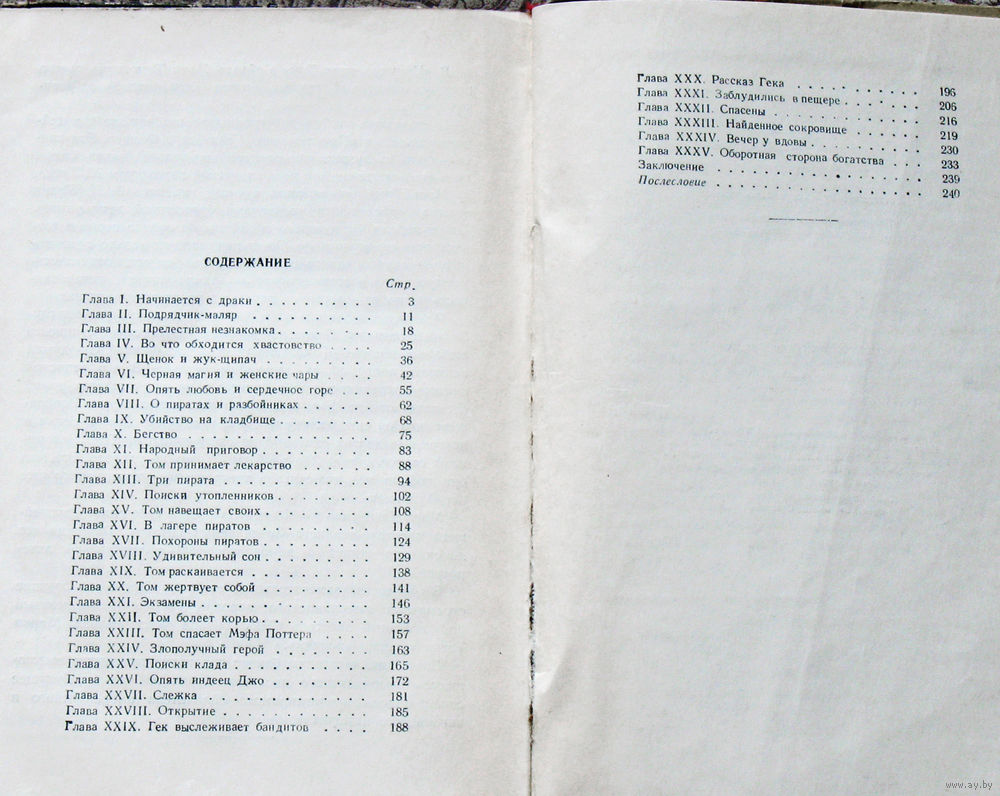 СОДЕРЖАНИЕ
Стр.
Глава I. Начинается с драки . . . . . . . . . 3
Глава II. Подрядчик-маляр . . . . . . . . . . 11
Глава III. Прелестная незнакомка . . . . . . . 18
Глава IV. Во что обходится хвастовство . . . . 25
Глава V. Щенок и жук-щипач . . . . . . . . . 36
Глава VI. Черная магия и женские чары . . . . 42
Глава VII. Опять любовь и сердечное горе . . . 55
Глава VIII. О пиратах и разбойниках . . . . . . 62
Глава IX. Убийство на кладбище . . . . . . . 68
Глава X. Бегство . . . . . . . . . . . . . . 75
Глава XI. Народный приговор . . . . . . . . . 83
Глава XII. Том принимает лекарство . . . . . . 88
Глава XIII. Три пирата . . . . . . . . . . . . 94
Глава XIV. Поиски утопленников . . . . . . . . 102
Глава XV. Том навещает своих . . . . . . . . . 108
Глава XVI. В лагере пиратов . . . . . . . . . 114
Глава XVII. Похороны пиратов . . . . . . . . . 124
Глава XVIII. Удивительный сон . . . . . . . . . 129
Глава XIX. Том раскаивается . . . . . . . . . . 138
Глава XX. Том жертвует собой . . . . . . . . . 141
Глава XXI. Экзамены . . . . . . . . . . . . . 146
Глава XXII. Том болеет корью . . . . . . . . . 153
Глава XXIII. Том спасает Мэфа Поттера . . . . 157
Глава XXIV. Злополучный герой . . . . . . . . 163
Глава XXV. Поиски клада . . . . . . . . . . . 165
Глава XXVI. Опять индеец Джо . . . . . . . . 172
Глава XXVII. Слежка . . . . . . . . . . . . . 181
Глава XXVIII. Открытие . . . . . . . . . . . . 185
Глава XXIX. Гек выслеживает бандитов . . . . 188
Глава XXX. Рассказ Гека . . . . . . . . . . . 196
Глава XXXI. Заблудились в пещере . . . . . . 206
Глава XXXII. Спасены . . . . . . . . . . . . 216
Глава XXXIII. Найденное сокровище . . . . . . 219
Глава XXXIV. Вечер у вдовы . . . . . . . . . 230
Глава XXXV. Оборотная сторона богатства . . . 233
Заключение . . . . . . . . . . . . . . . . . 239
Послесловие . . . . . . . . . . . . . . . . . 240
www.ay.by